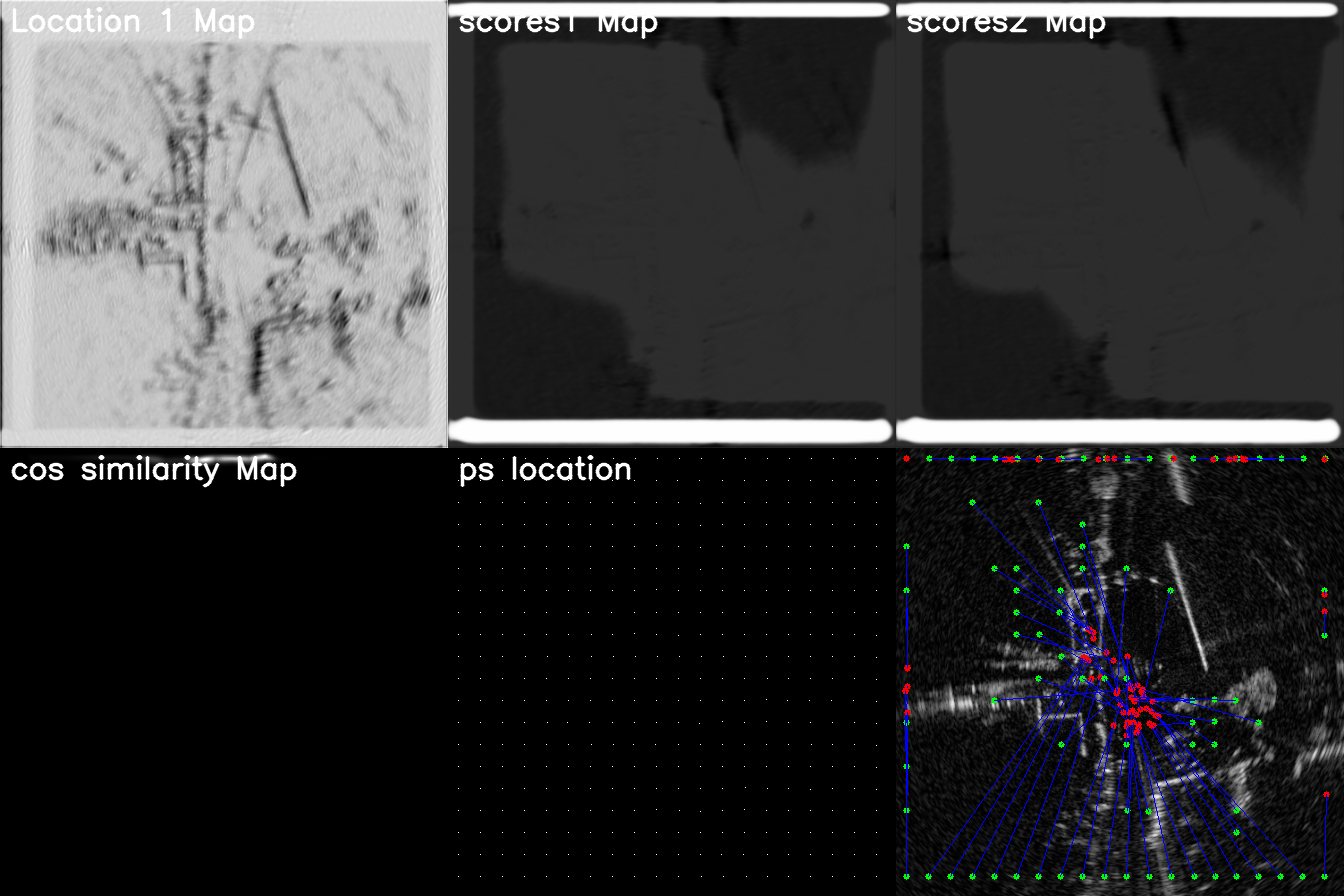 Location 1 Map
scores1 Map
scores2 Map
cos similarity Map
ps location